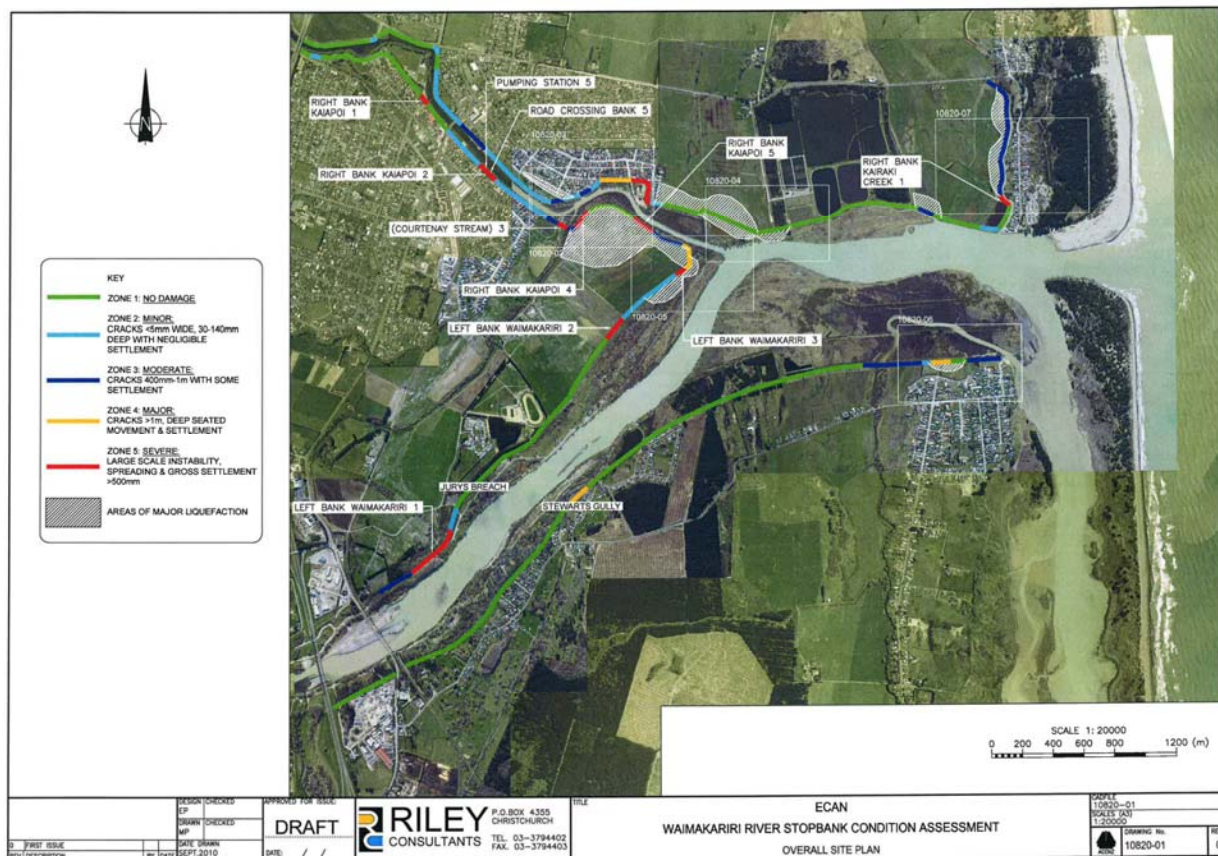 RIGHT BANK
KAIAPOI 1
PUMPING STATION 5
ROAD CROSSING BANK 5
RIGHT BANK KAIAPOI 2
(COURTENAY STREAM) 3
RIGHT BANK
KAIAPOI 5
10820-04
10820-07
RIGHT BANK
KAIRAKI
CREEK 1
RIGHT BANK KAIAPOI 4
10820-05
LEFT BANK WAIMAKARIRI 2
LEFT BANK WAIMAKARIRI 3
10820-06
JURYS BREACH
LEFT BANK WAIMAKARIRI 1
STEWARTS GULLY
N
KEY
ZONE 1: NO DAMAGE
ZONE 2: MINOR:
CRACKS <5mm WIDE, 30-140mm
DEEP WITH NEGLIGIBLE
SETTLEMENT
ZONE 3: MODERATE:
CRACKS 400mm-1m WITH SOME
SETTLEMENT
ZONE 4: MAJOR:
CRACKS >1m, DEEP SEATED
MOVEMENT & SETTLEMENT
ZONE 5: SEVERE:
LARGE SCALE INSTABILITY,
SPREADING & GROSS SETTLEMENT
>500mm
AREAS OF MAJOR LIQUEFACTION
SCALE 1: 20000
0 200 400 600 800 1200 (m)
0 FIRST ISSUE
REV DESCRIPTION BY DATE
DESIGN CHECKED
EP
DRAWN CHECKED
MP
DATE DRAWN
SEPT.2010
APPROVED FOR ISSUE:
DRAFT
DATE: / /
RILEY
CONSULTANTS
P.O.BOX 4355
CHRISTCHURCH
TEL. 03-3794402
FAX. 03-3794403
TITLE
ECAN
WAIMAKARIRI RIVER STOPBANK CONDITION ASSESSMENT
OVERALL SITE PLAN
CADFILE
10820-01
SCALES (A3)
1:20000
DRAWING No.
10820-01